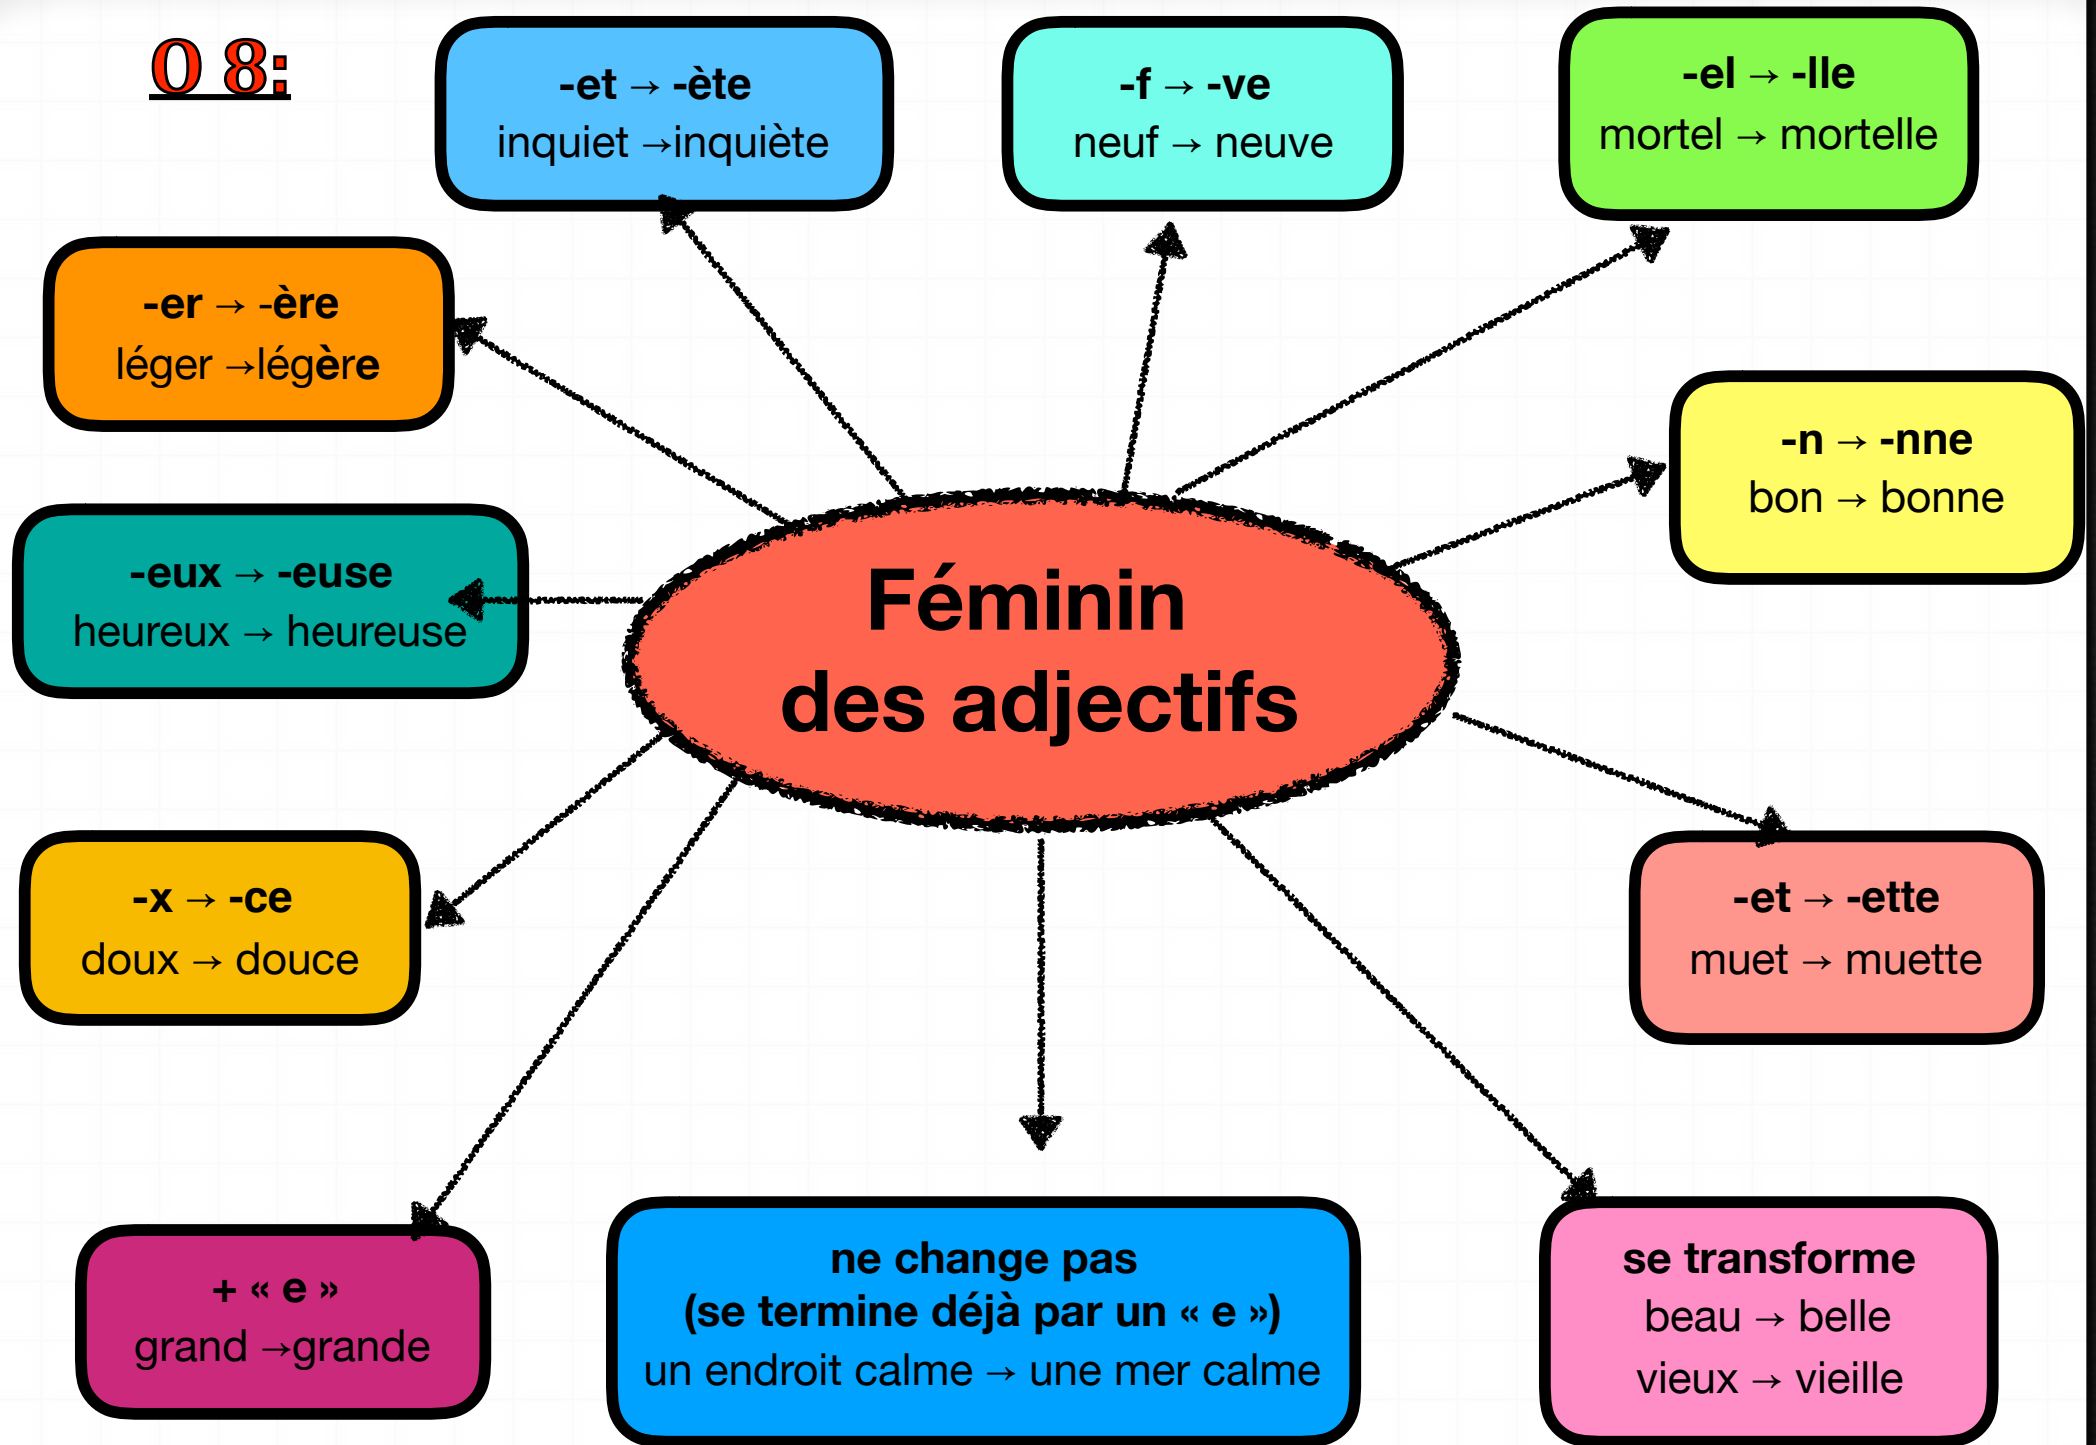 O 8:
-et → -ète
inquiet →inquiète
-f → -ve
neuf → neuve
-el → -lle
mortel → mortelle
-er → -ère
léger →légère
-n → -nne
bon → bonne
-eux → -euse
heureux → heureuse
Féminin
des adjectifs
-x → -ce
doux → douce
-et → -ette
muet → muette
+ « e »
grand →grande
ne change pas
(se termine déjà par un « e »)
un endroit calme → une mer calme
se transforme
beau → belle
vieux → vieille